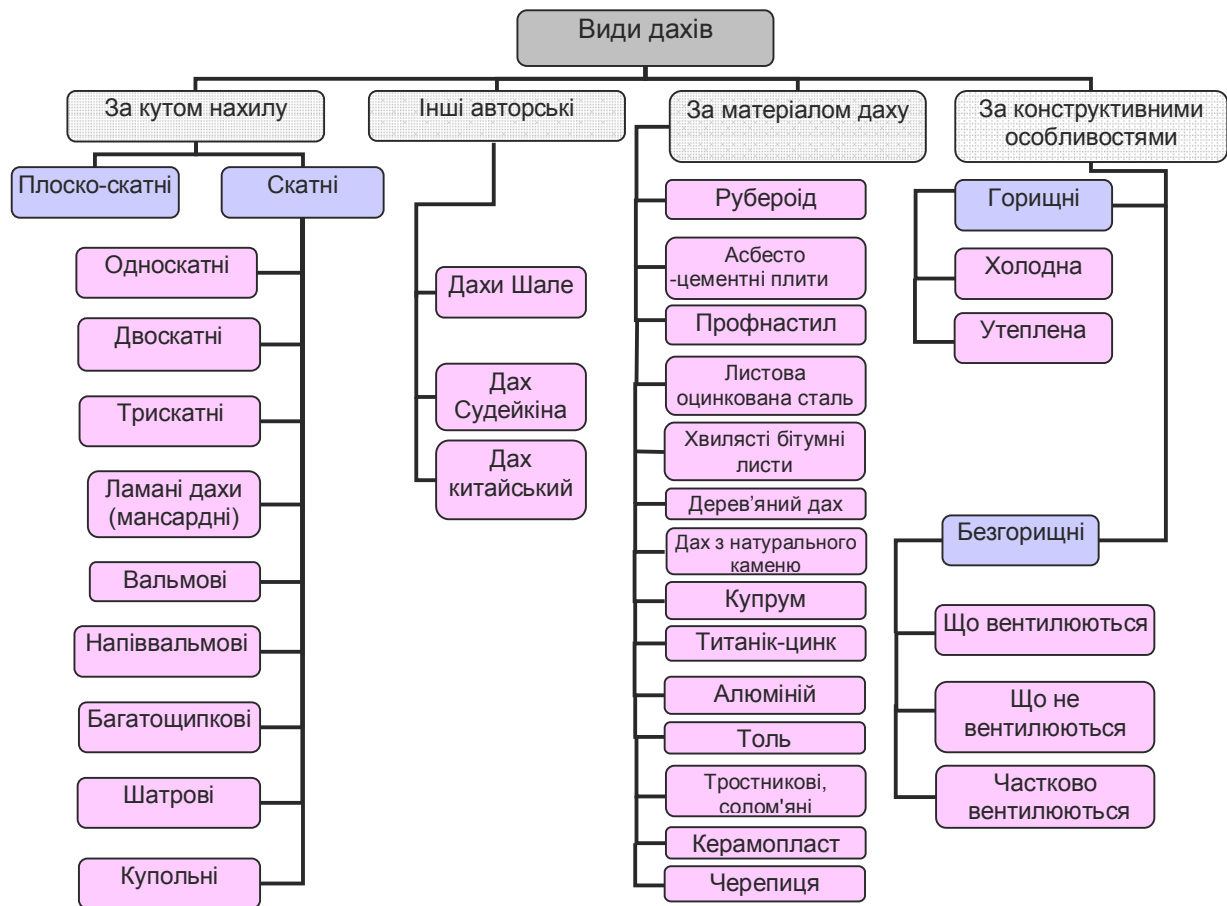 Види дахів
За кутом нахилу
Інші авторські
За матеріалом даху
За конструктивними
особливостями
Плоско-скатні
Скатні
Односкатні
Двоскатні
Трискатні
Ламані дахи
(мансардні)
Вальмові
Напіввальмові
Багатощипкові
Шатрові
Купольні
Дахи Шале
Дах
Судейкіна
Дах
китайський
Рубероїд
Асбесто
-цементні плити
Профнастил
Листова
оцинкована сталь
Хвилясті бітумні
листи
Дерев’яний дах
Дах з натурального
каменю
Купрум
Титанік-цинк
Алюміній
Толь
Тростникові,
солом'яні
Керамопласт
Черепиця
Горищні
Холодна
Утеплена
Безгорищні
Що вентилюються
Що не
вентилюються
Частково
вентилюються